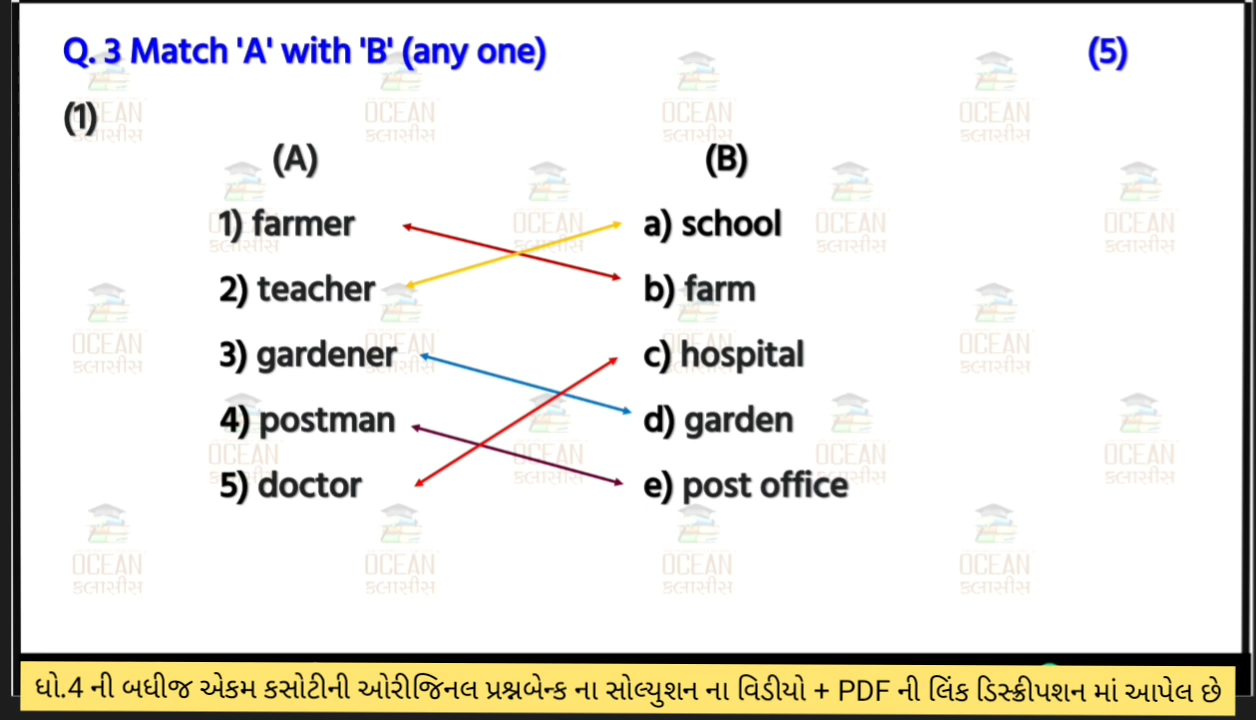 Q. 3 Match 'A' with 'B' (any one) (5)
(1)
(A) (B)
1) farmer a) school
2) teacher b) farm
3) gardener c) hospital
4) postman d) garden
5) doctor e) post office
OCEAN
ક્લાસીસ
ધો.4 ની બધીજ એકમ કસોટીની ઓરીજિનલ પ્રશ્નબેન્ક ના સોલ્યુશન ના વિડીયો + PDF ની લિંક ડિસ્ક્રીપશન માં આપેલ છે